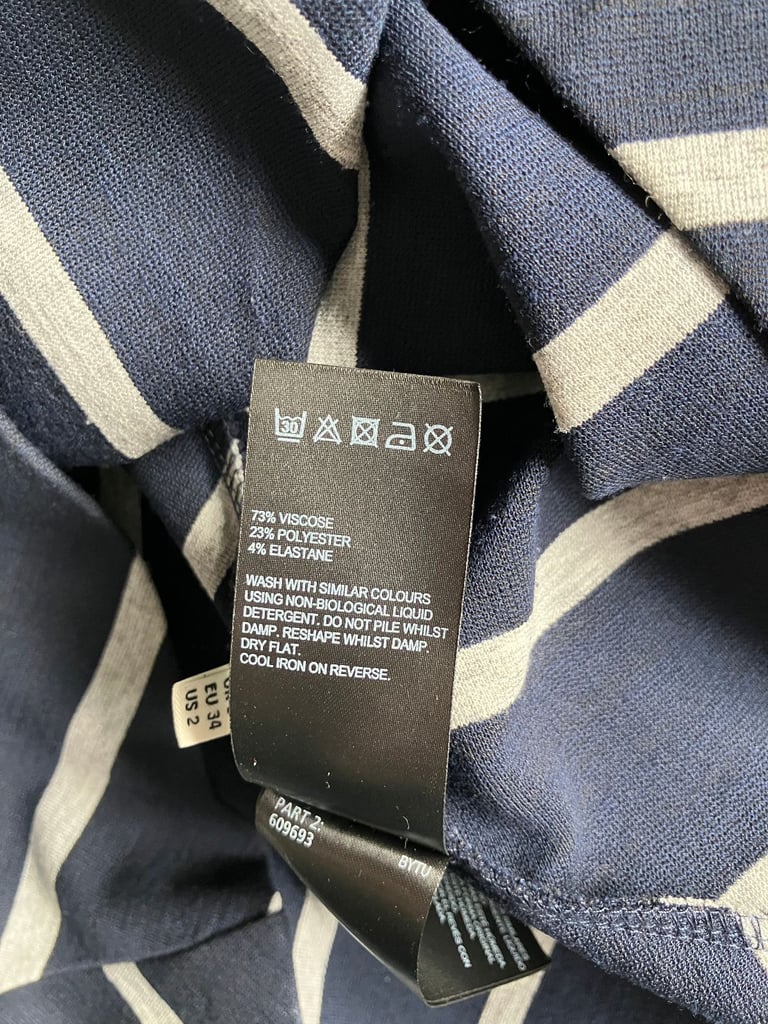 30
73% VISCOSE
23% POLYESTER
4% ELASTANE
WASH WITH SIMILAR COLOURS
USING NON-BIOLOGICAL LIQUID
DETERGENT. DO NOT PILE WHILST
DAMP. RESHAPE WHILST DAMP.
DRY FLAT.
COOL IRON ON REVERSE.
EU 34
US 2
PART 2:
609693
BYTU